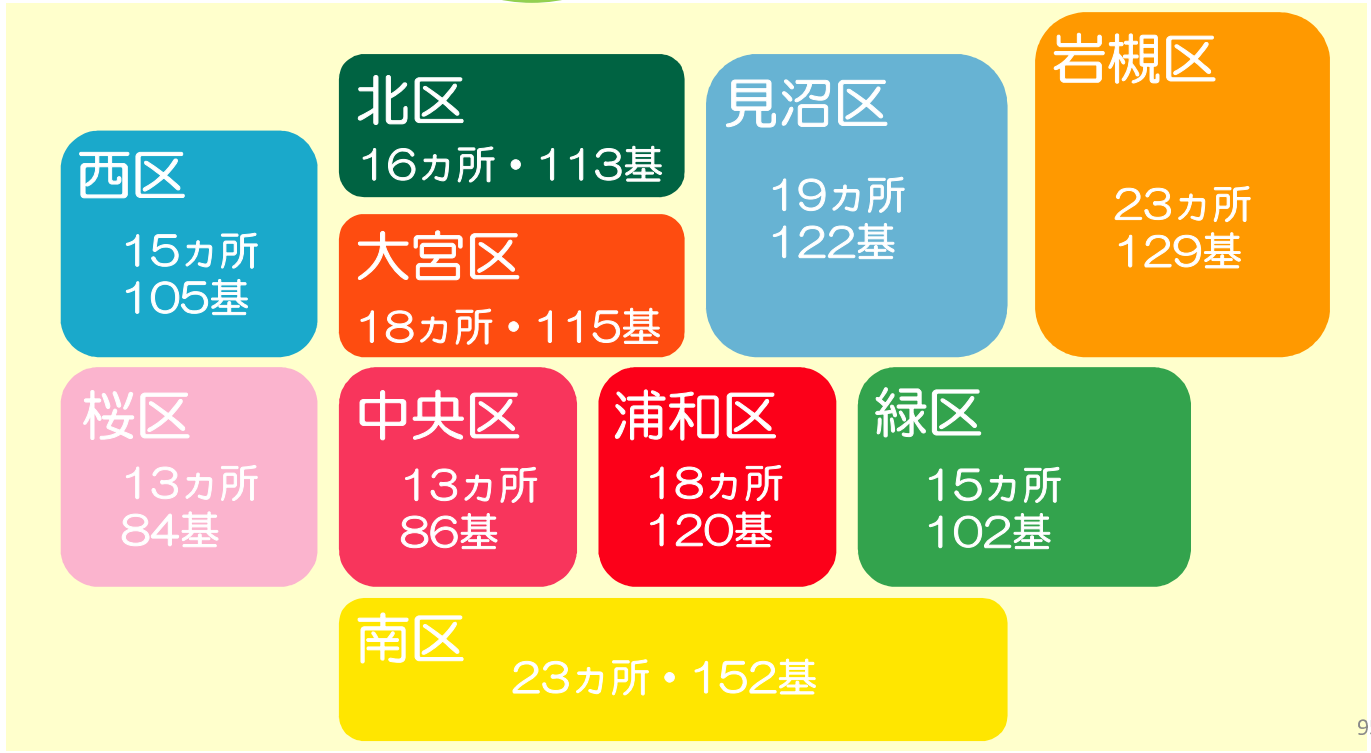 西区
15ヵ所
105基
北区
16ヵ所・113基
大宮区
18ヵ所・115基
見沼区
19ヵ所
122基
岩槻区
23ヵ所
129基
桜区
13ヵ所
84基
中央区
13ヵ所
86基
浦和区
18ヵ所
120基
緑区
15ヵ所
102基
南区
23ヵ所・152基
9